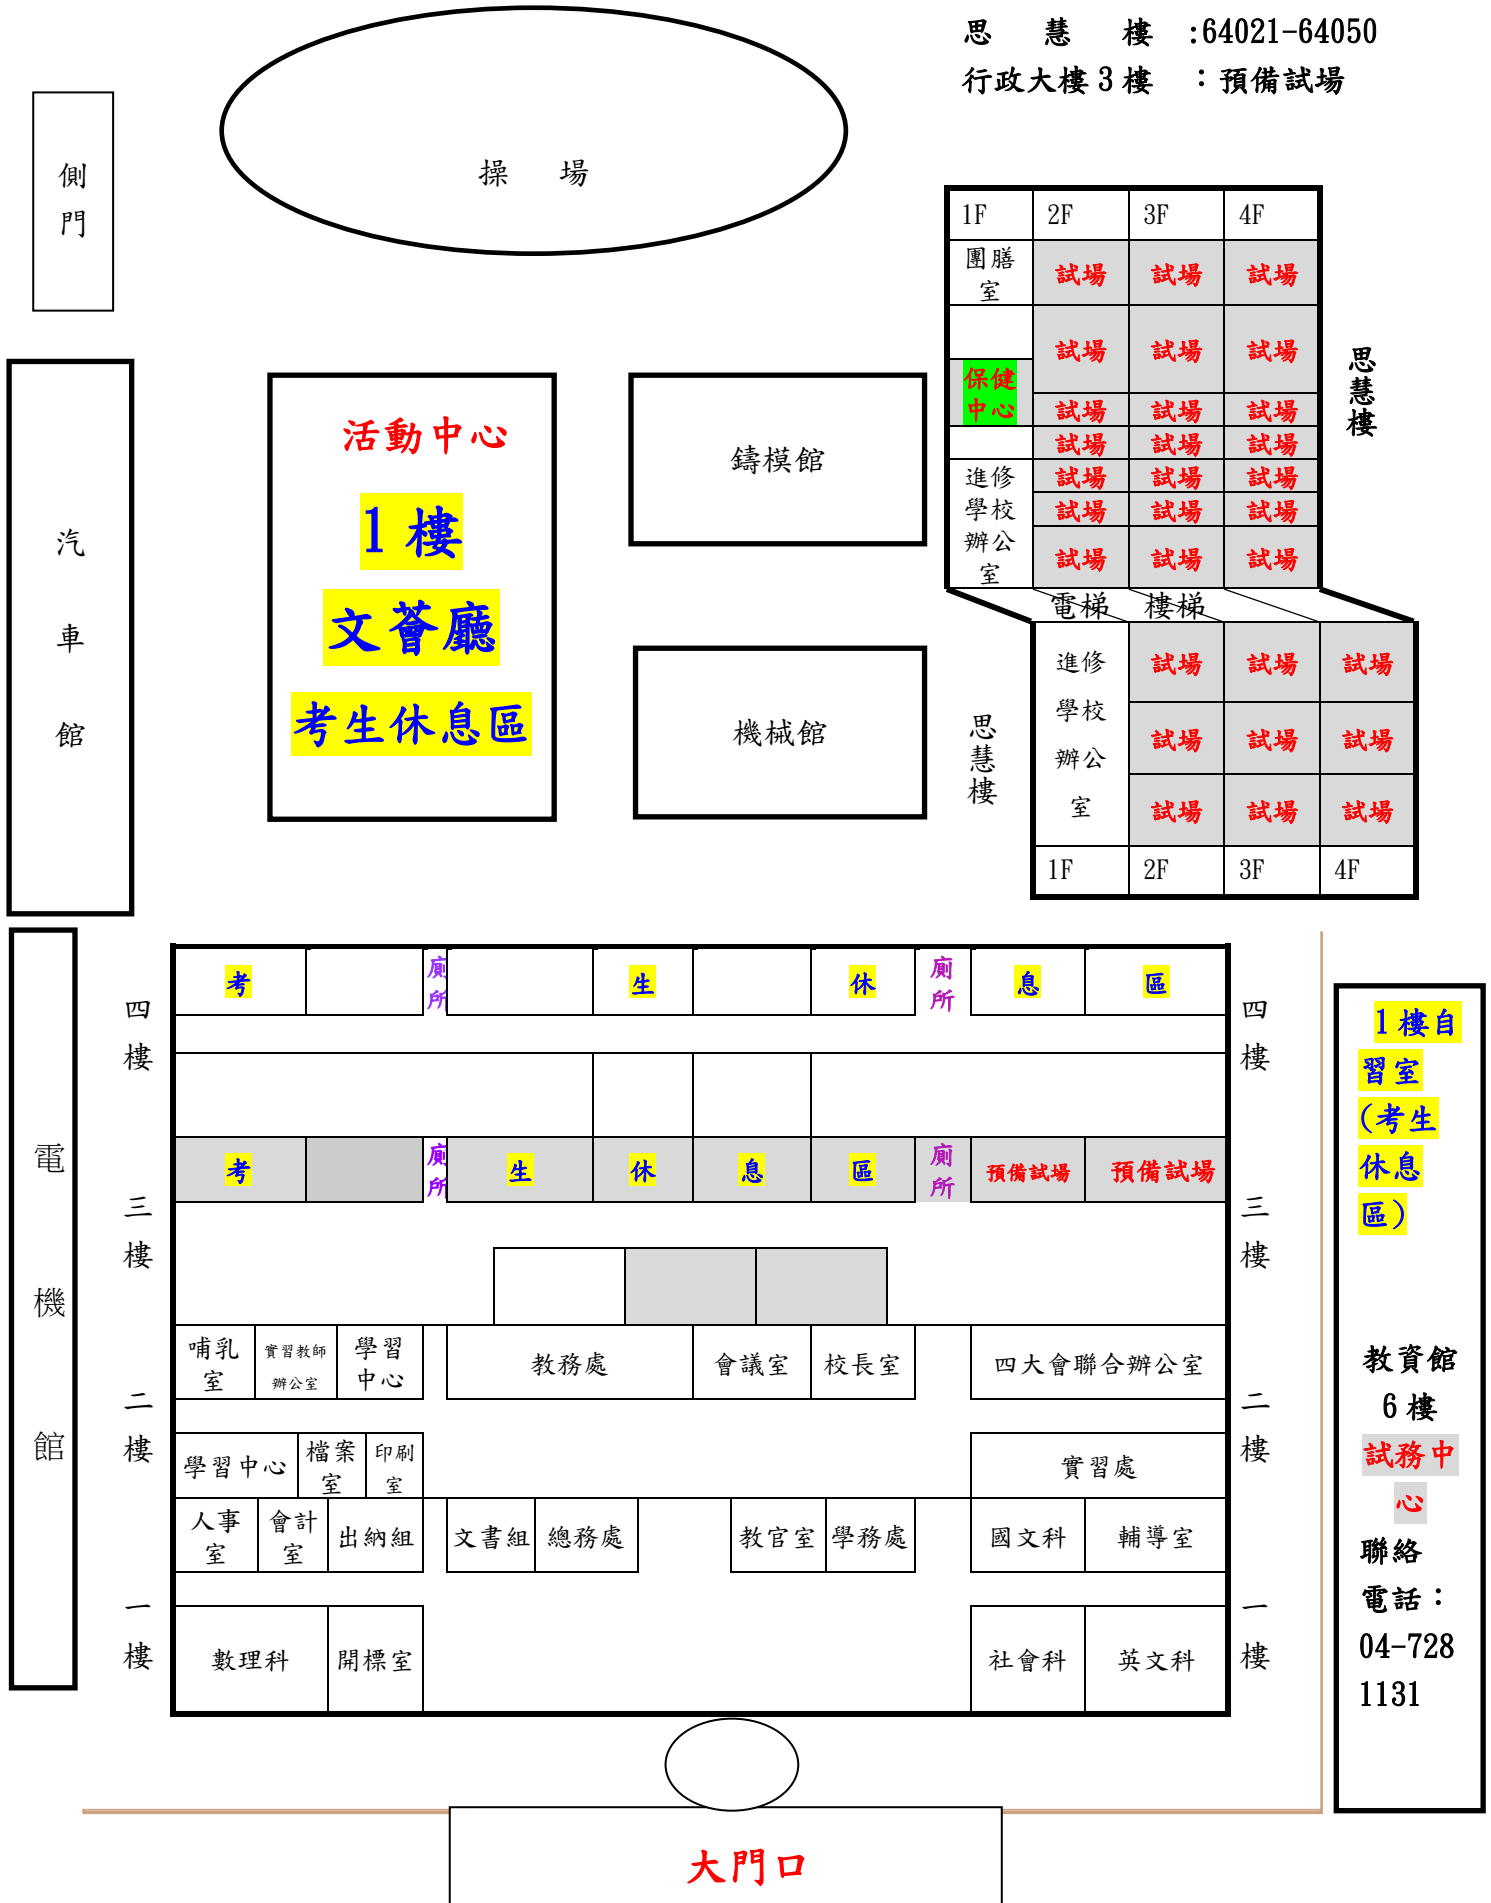 思 慧 樓 :64021-64050
行政大樓 3 樓 ：預備試場
側
門
操 場
1F 2F 3F 4F
團膳
室
試場 試場 試場
試場 試場 試場
保健
中心
試場 試場 試場
試場 試場 試場
進修
學校
辦公
室
試場 試場 試場
試場 試場 試場
試場 試場 試場
思
慧
樓
電梯 樓梯
進修
學校
辦公
室
試場 試場 試場
試場 試場 試場
試場 試場 試場
1F 2F 3F 4F
思
慧
樓
汽
車
館
活動中心
1 樓
文薈廳
考生休息區
鑄模館
機械館
電
機
館
四
樓
考
廁
所
生
休
廁
所
息
區
四
樓
三
樓
考
廁
所
生
休
息
區
廁
所
預備試場
預備試場
三
樓
二
樓
哺乳
室
實習教師
辦公室
學習
中心
教務處
會議室
校長室
四大會聯合辦公室
二
樓
學習中心
檔案
室
印刷
室
實習處
人事
室
會計
室
出納組
文書組
總務處
教官室
學務處
國文科
輔導室
一
樓
數理科
開標室
社會科
英文科
一
樓
1 樓自
習室
(考生
休息
區)
教資館
6 樓
試務中
心
聯絡
電話：
04-728
1131
大門口